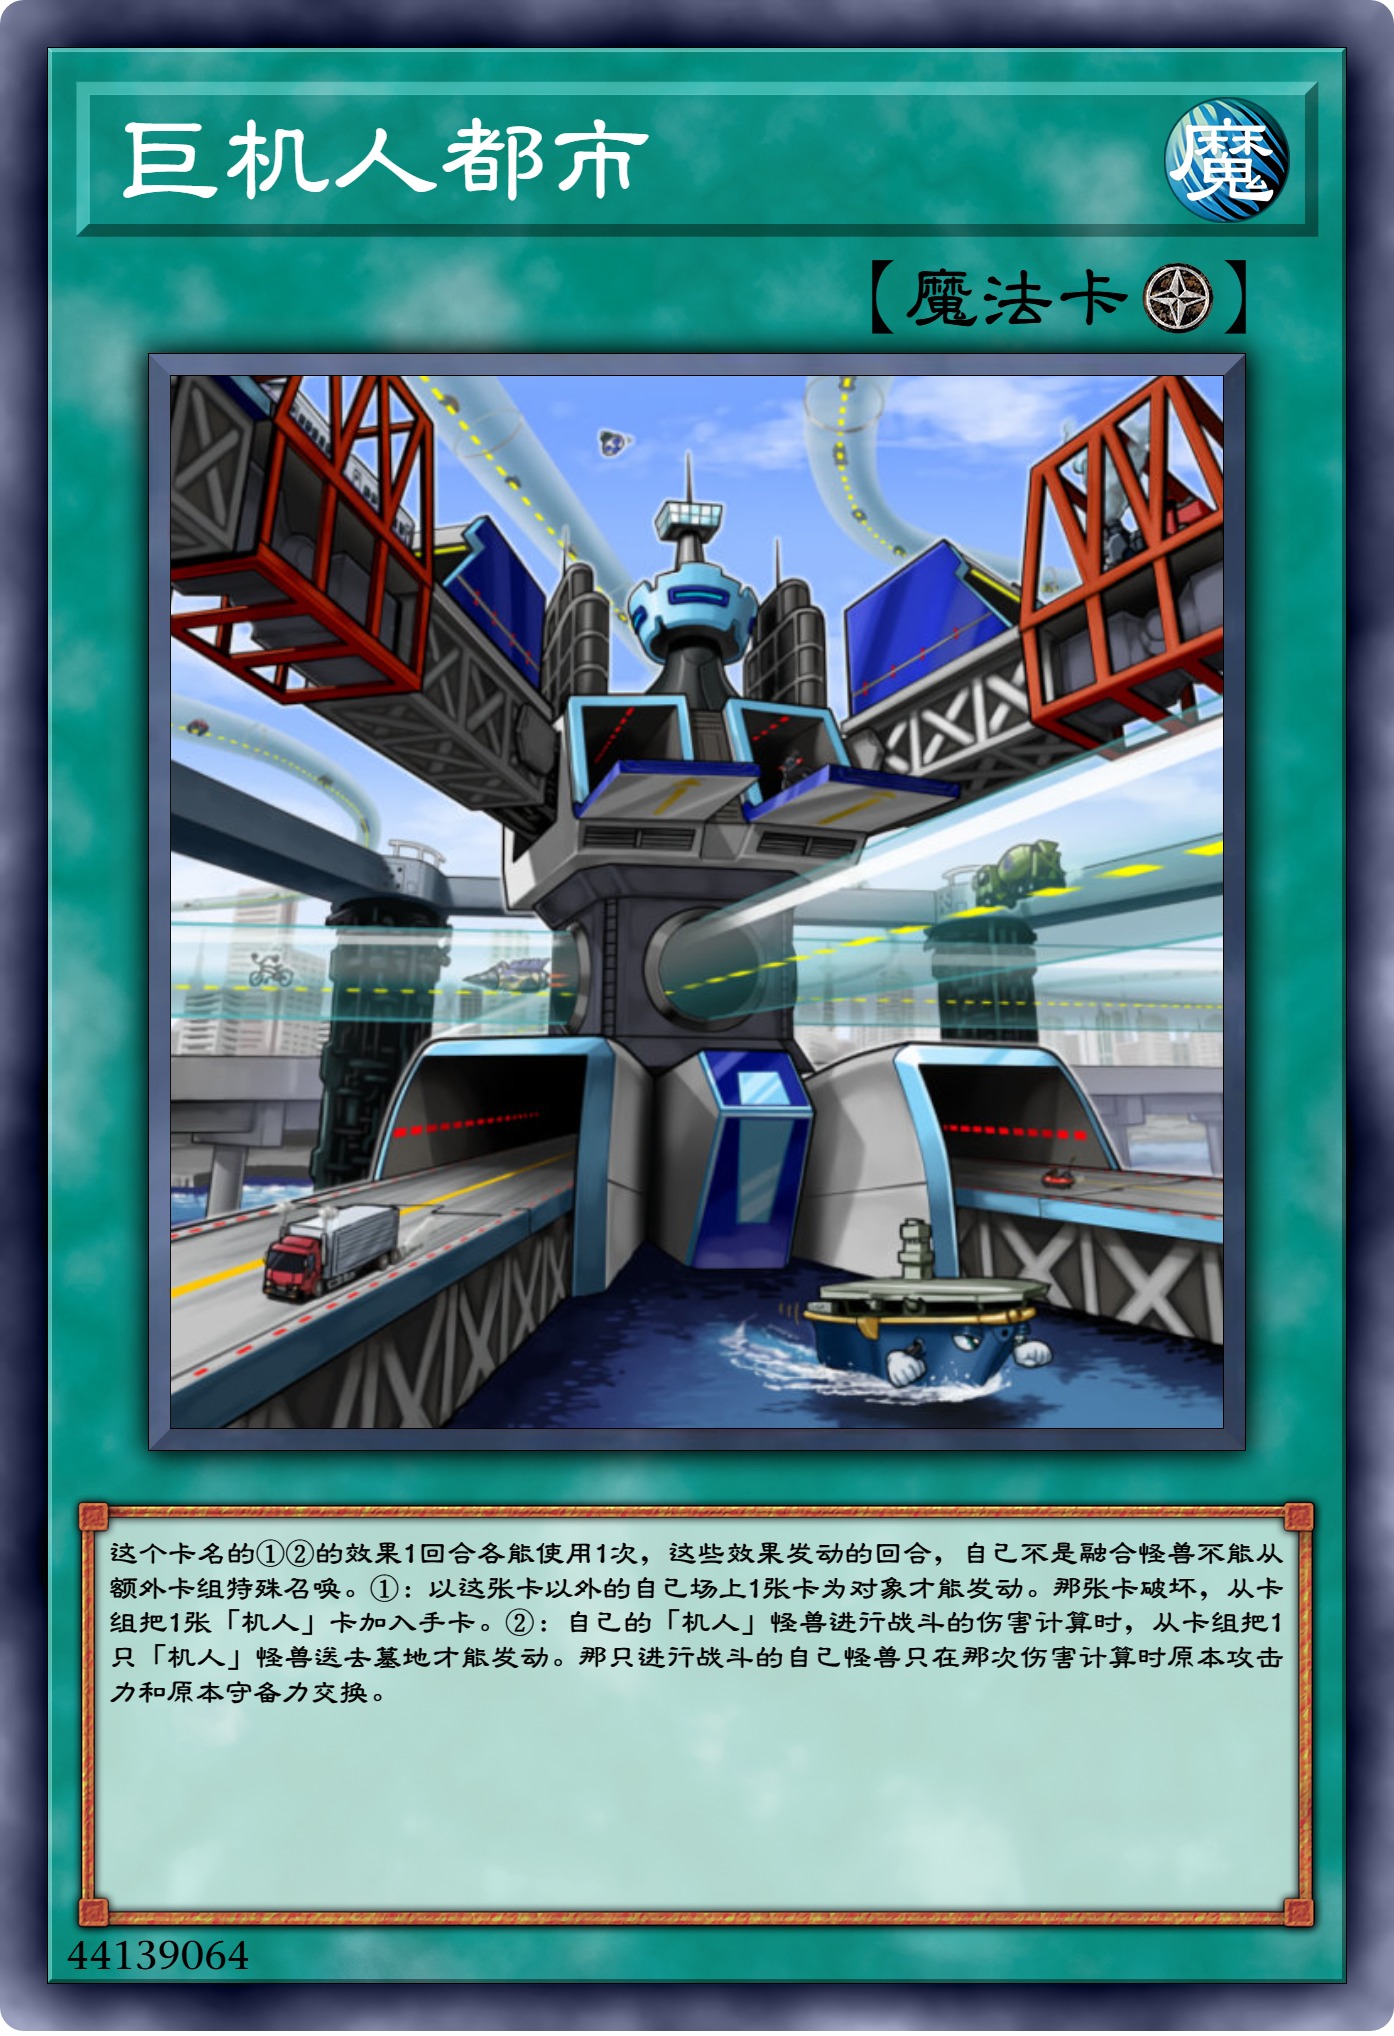 巨机人都市
魔
【魔法卡】
这个卡名的①②的效果1回合各能使用1次，这些效果发动的回合，自己不是融合怪兽不能从
额外卡组特殊召唤。①：以这张卡以外的自己场上1张卡为对象才能发动。那张卡破坏，从卡
组把1张「机人」卡加入手卡。②：自己的「机人」怪兽进行战斗的伤害计算时，从卡组把1
只「机人」怪兽送去墓地才能发动。那只进行战斗的自己怪兽只在那次伤害计算时原本攻击
力和原本守备力交换。
44139064